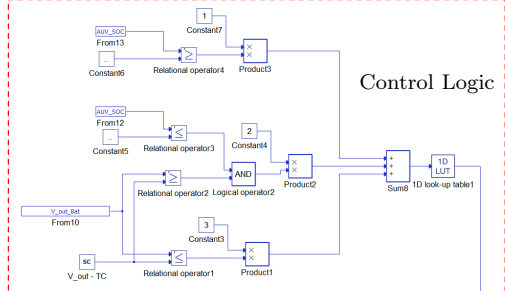 1
Constant7
AUV_SOC
From13
..
Constant6
≥
Relational operator4
×
×
Product3
Control Logic
AUV_SOC
From12
..
Constant5
≤
Relational operator3
2
Constant4
≥
Relational operator2
AND
Logical operator2
×
×
Product2
+
+
+
Sum8
1D
LUT
1D look-up table1
V_out_Bat
From10
3
Constant3
SC
V_out - TC
≤
Relational operator1
×
×
Product1